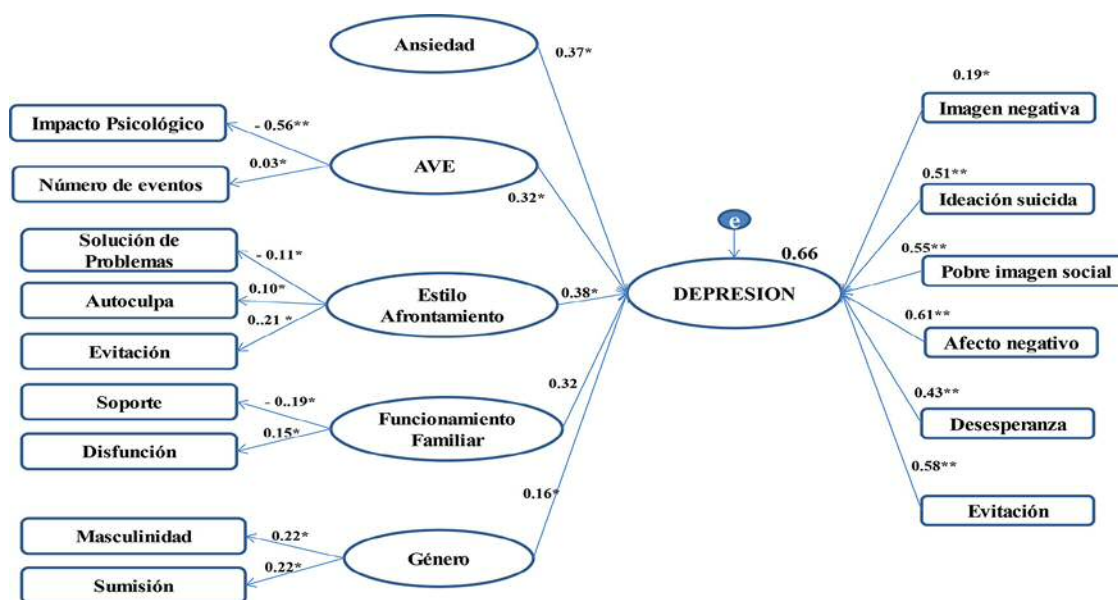 Ansiedad
0.37*
0.19*
Imagen negativa
Impacto Psicológico
- 0.56**
AVE
0.03*
Número de eventos
0.32*
0.51**
Ideación suicida
e
Solución de
Problemas
- 0.11*
0.66
0.55**
Pobre imagen social
Autoculpa
0.10*
Estilo
Afrontamiento
0.38*
DEPRESION
0..21 *
Evitación
0.61**
Afecto negativo
Soporte
- 0..19*
0.32
Funcionamiento
Familiar
0.43**
Desesperanza
Disfunción
0.15*
0.16*
0.58**
Evitación
Masculinidad
0.22*
Género
0.22*
Sumisión